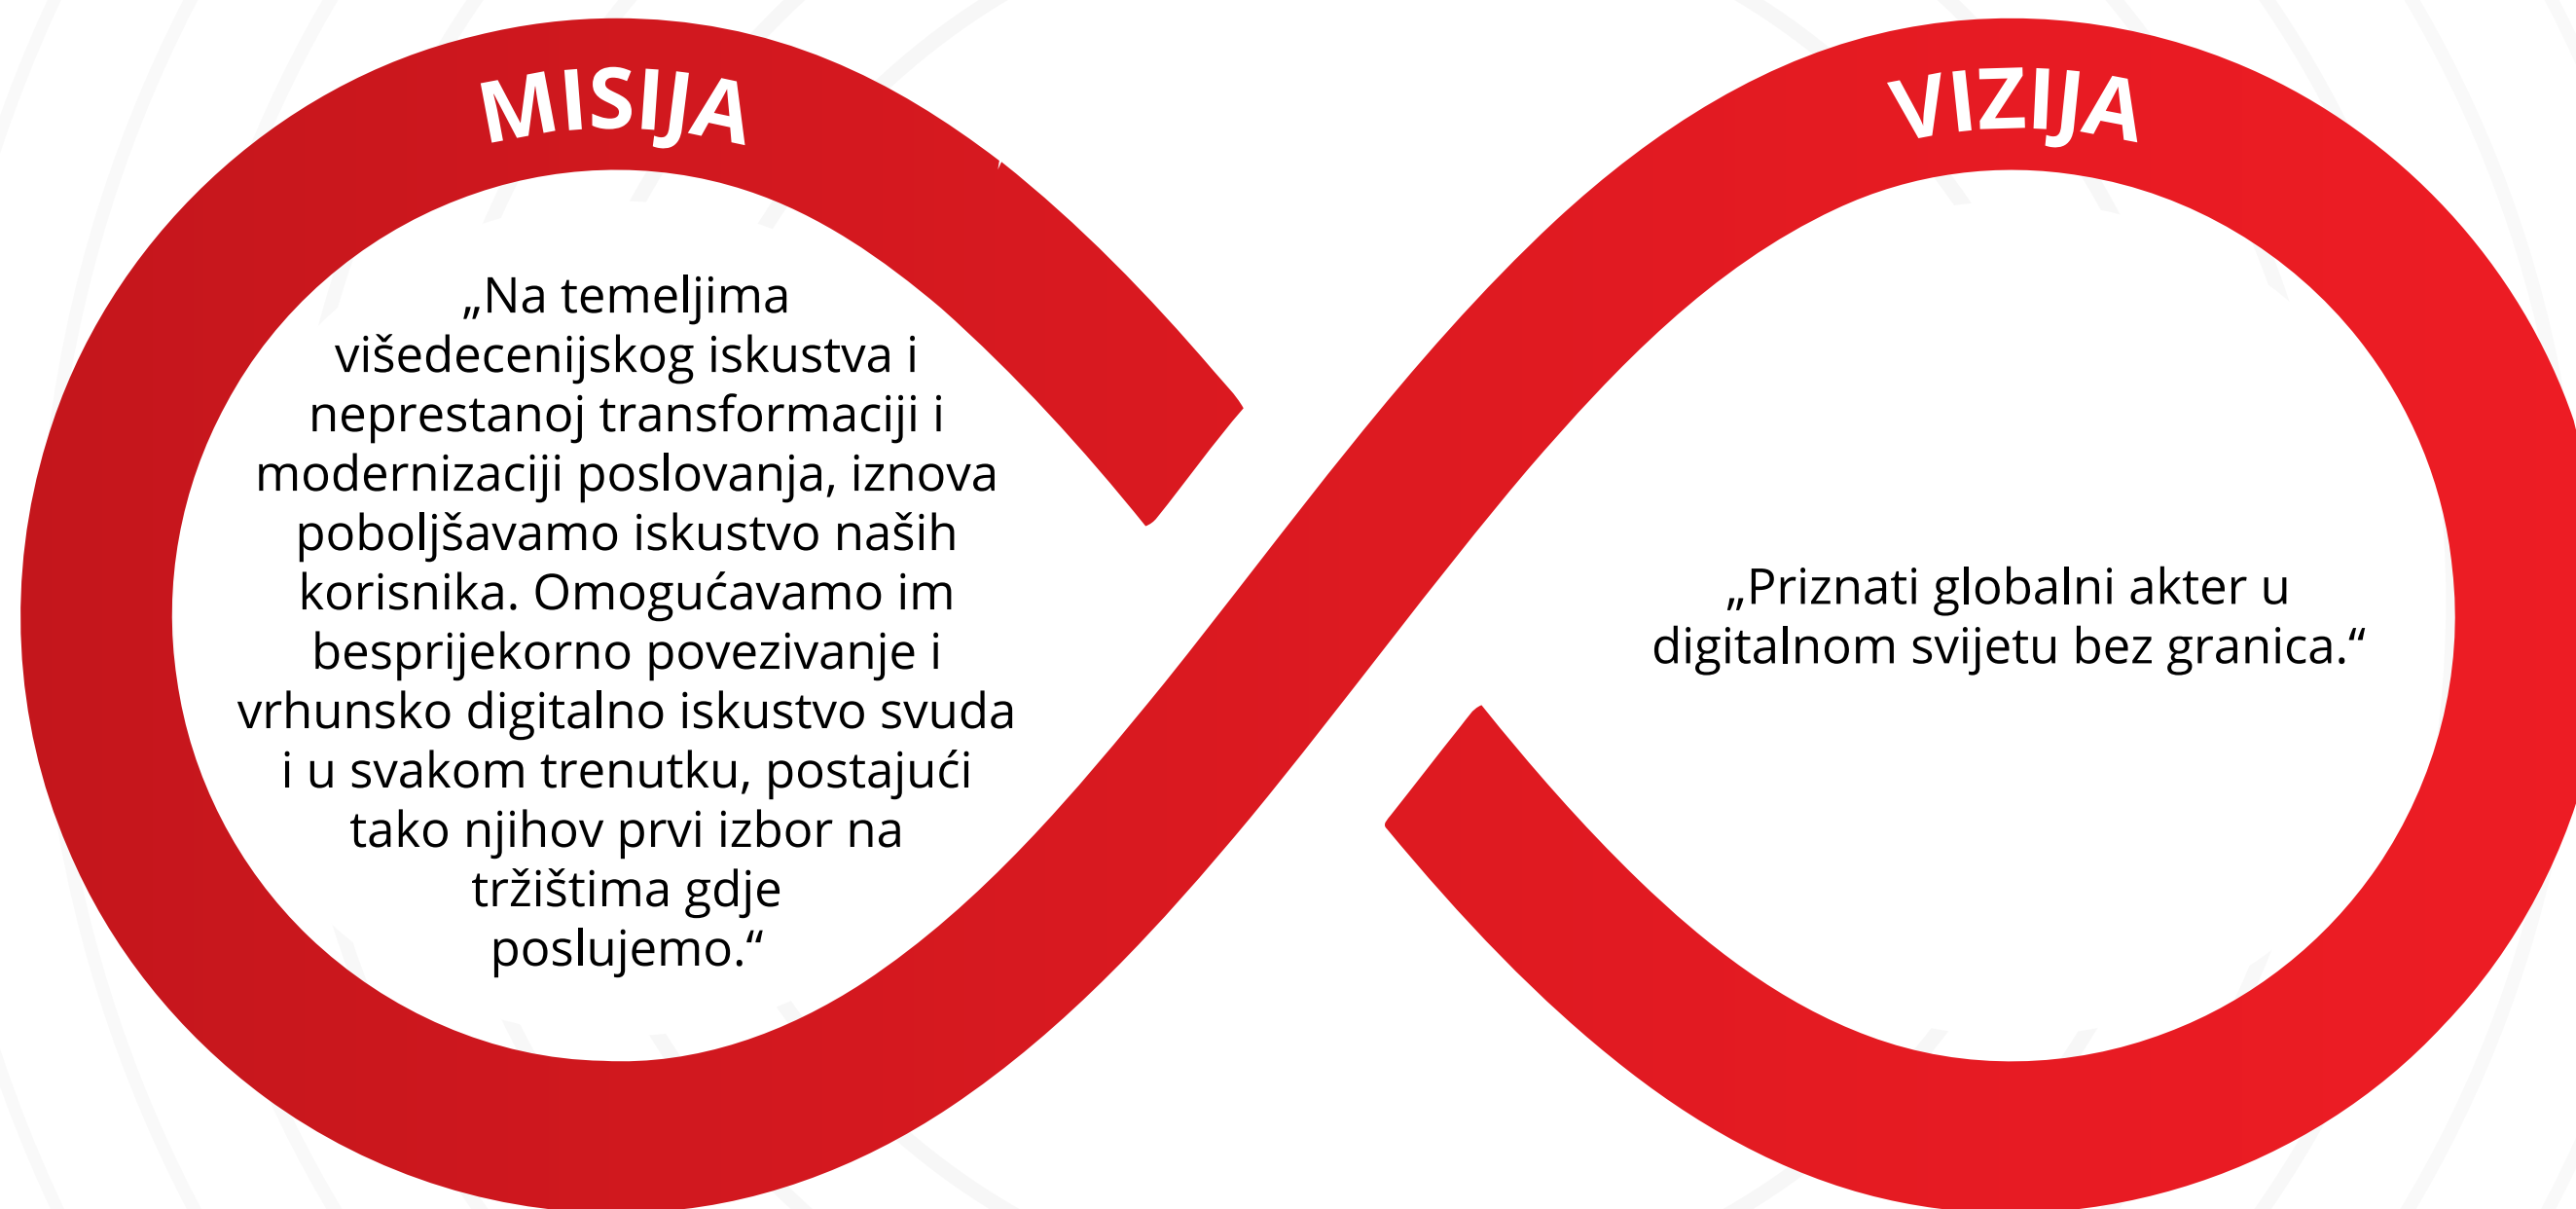 MISIJA
„Na temeljima
višedecenijskog iskustva i
neprestanoj transformaciji i
modernizaciji poslovanja, iznova
poboljšavamo iskustvo naših
korisnika. Omogućavamo im
besprijekorno povezivanje i
vrhunsko digitalno iskustvo svuda
i u svakom trenutku, postajući
tako njihov prvi izbor na
tržištima gdje
poslujemo.“
VIZIJA
„Priznati globalni akter u
digitalnom svijetu bez granica.“